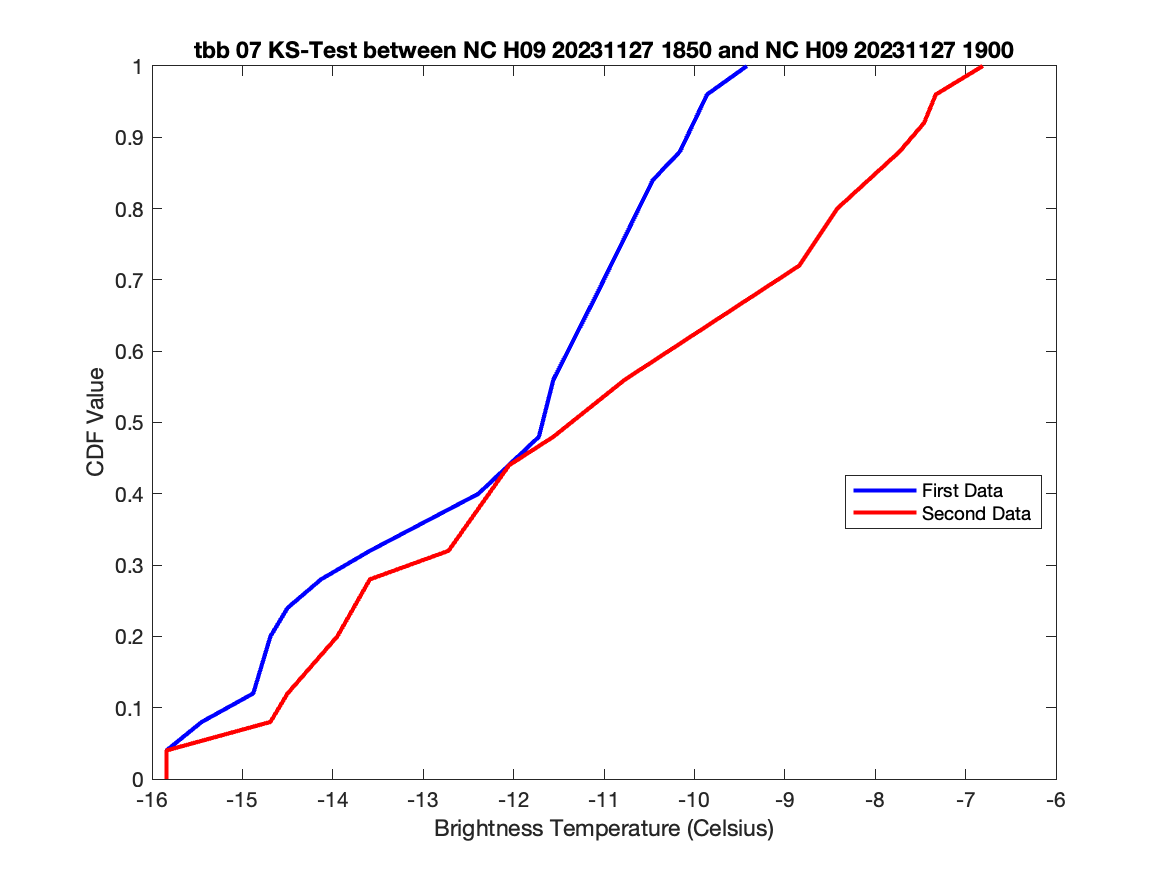 tbb 07 KS-Test between NC H09 20231127 1850 and NC H09 20231127 1900
1
0.9
0.8
0.7
0.6
0.5
0.4
0.3
0.2
0.1
0
CDF Value
First Data
Second Data
-16 -15 -14 -13 -12 -11 -10 -9 -8 -7 -6
Brightness Temperature (Celsius)